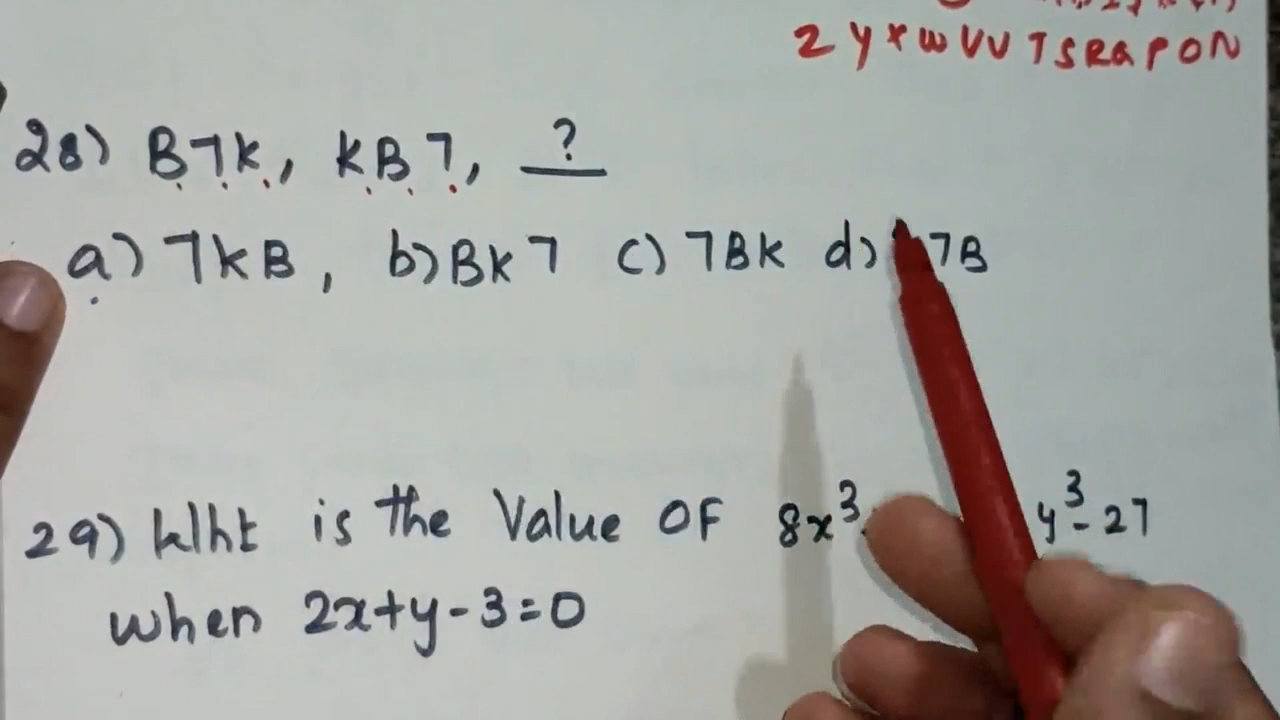 Z Y X W V U T S R Q P O N
28) B7K, KB7, ?
a) 7KB, b) BK7 c) 7BK d) 7B
29) Wht is the Value OF 8x³ y³-27
when 2x+y-3=0